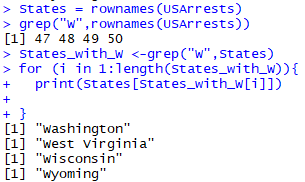 > States = rownames(USArrests)
> grep("W",rownames(USArrests))
[1] 47 48 49 50
> States_with_W <-grep("W",States)
> for (i in 1:length(States_with_W)){
+   print(States[States_with_W[i]])
+
+ }
[1] "Washington"
[1] "West Virginia"
[1] "Wisconsin"
[1] "Wyoming"